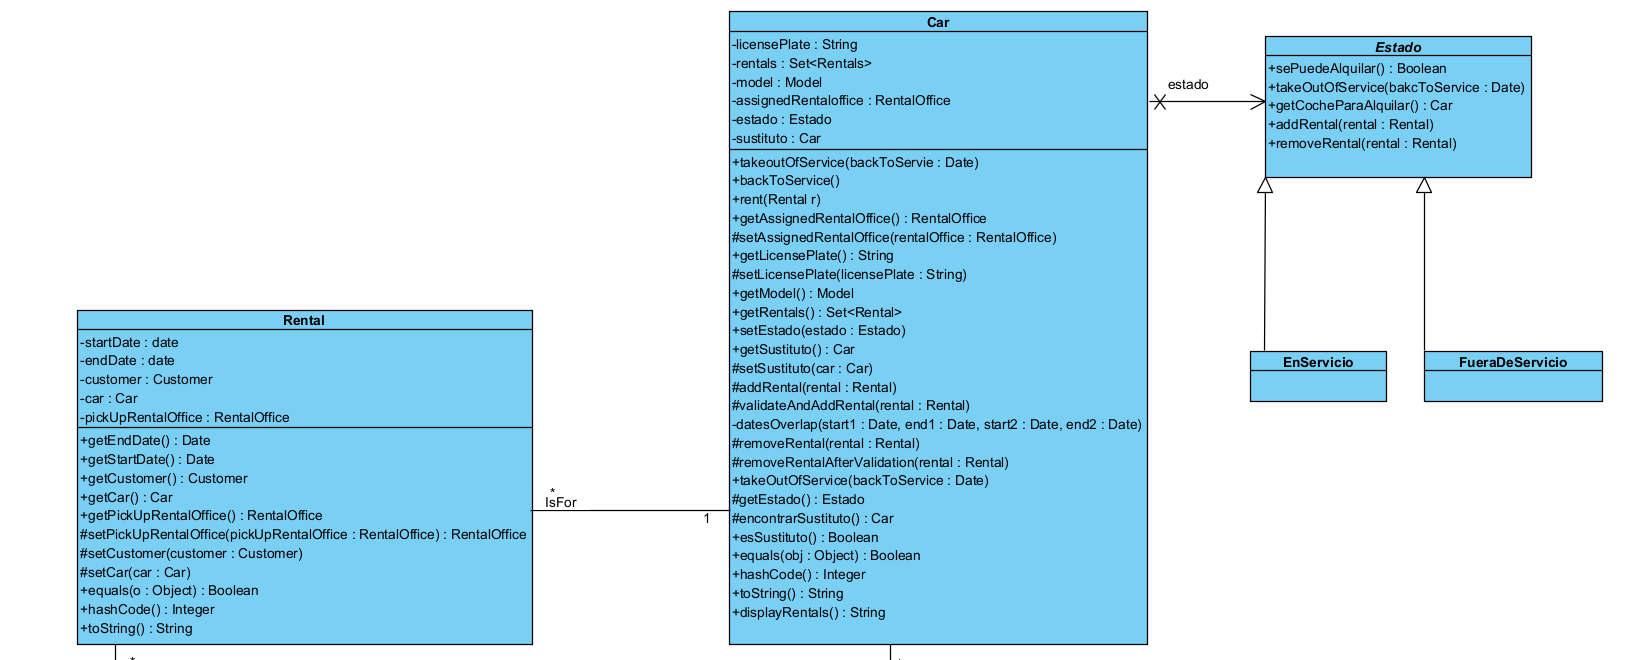 Car
-licensePlate : String
-rentals : Set<Rentals>
-model : Model
-assignedRentaloffice : RentalOffice
-estado : Estado
-sustituto : Car
+takeoutOfService(backToServie : Date)
+backToService()
+rent(Rental r)
+getAssignedRentalOffice() : RentalOffice
#setAssignedRentalOffice(rentalOffice : RentalOffice)
+getLicensePlate() : String
#setLicensePlate(licensePlate : String)
+getModel() : Model
+getRentals() : Set<Rental>
+setEstado(estado : Estado)
+getSustituto() : Car
#setSustituto(car : Car)
#addRental(rental : Rental)
#validateAndAddRental(rental : Rental)
-datesOverlap(start1 : Date, end1 : Date, start2 : Date, end2 : Date)
#removeRental(rental : Rental)
#removeRentalAfterValidation(rental : Rental)
+takeOutOfService(backToService : Date)
#getEstado() : Estado
#encontrarSustituto() : Car
+esSustituto() : Boolean
+equals(obj : Object) : Boolean
+hashCode() : Integer
+toString() : String
+displayRentals() : String
estado
Estado
+sePuedeAlquilar() : Boolean
+takeOutOfService(bakcToService : Date)
+getCocheParaAlquilar() : Car
+addRental(rental : Rental)
+removeRental(rental : Rental)
EnServicio
FueraDeServicio
Rental
-startDate : date
-endDate : date
-customer : Customer
-car : Car
-pickUpRentalOffice : RentalOffice
+getEndDate() : Date
+getStartDate() : Date
+getCustomer() : Customer
+getCar() : Car
+getPickUpRentalOffice() : RentalOffice
#setPickUpRentalOffice(pickUpRentalOffice : RentalOffice) : RentalOffice
#setCustomer(customer : Customer)
#setCar(car : Car)
+equals(o : Object) : Boolean
+hashCode() : Integer
+toString() : String
*
IsFor
1
*